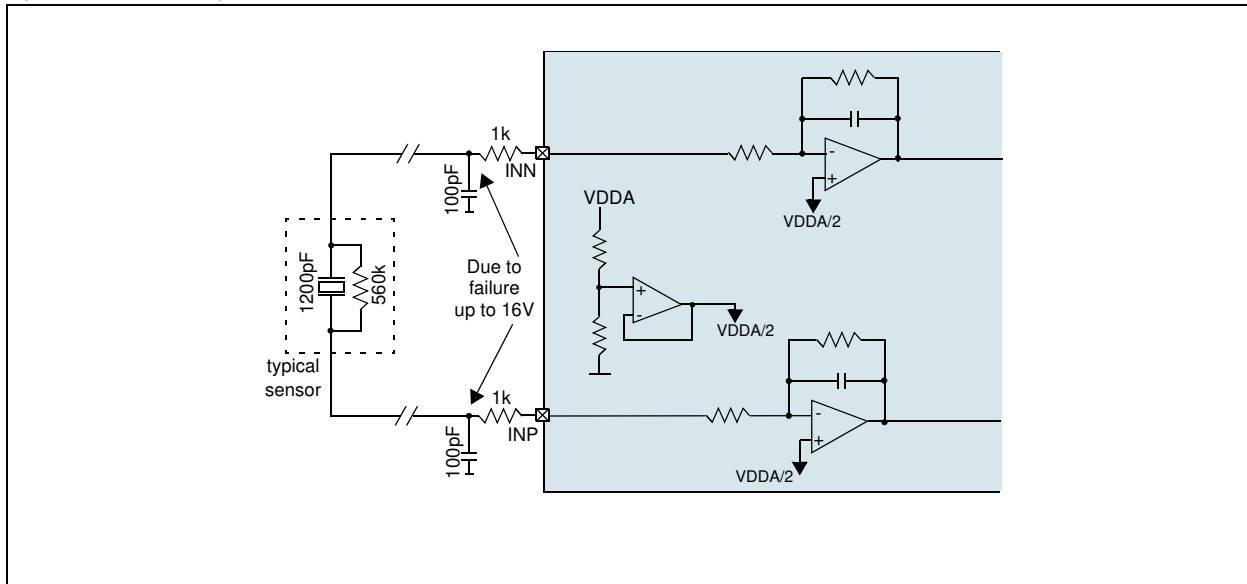 1k
INN
100pF
VDDA
-
+
VDDA/2
1200pF
560k
Due to
failure
up to 16V
+
-
VDDA/2
typical
sensor
1k
INP
100pF
-
+
VDDA/2